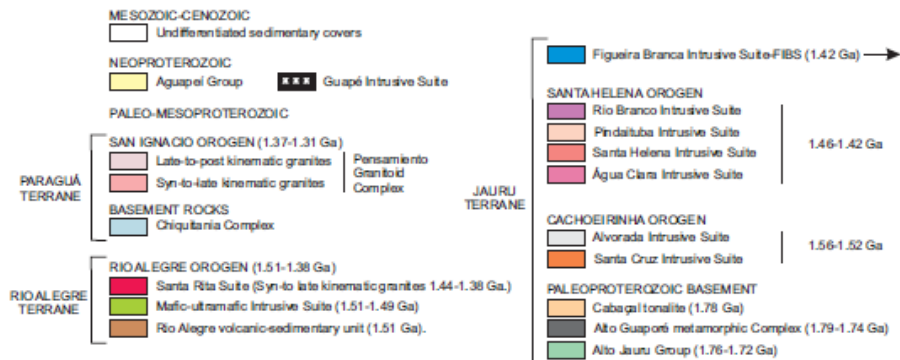 MESOZOIC-CENOZOIC
Undifferentiated sedimentary covers
NEOPROTEROZOIC
Aguapeí Group
Guapé Intrusive Suite
PALEO-MESOPROTEROZOIC
PARAGUÁ
TERRANE
SAN IGNACIO OROGEN (1.37-1.31 Ga)
Late-to-post kinematic granites
Syn-to-late kinematic granites
Pensamiento
Granitoid
Complex
BASEMENT ROCKS
Chiquitania Complex
RIO ALEGRE
TERRANE
RIO ALEGRE OROGEN (1.51-1.38 Ga)
Santa Rita Suite (Syn-to late kinematic granites 1.44-1.38 Ga.)
Mafic-ultramafic Intrusive Suite (1.51-1.49 Ga)
Rio Alegre volcanic-sedimentary unit (1.51 Ga).
JAURU
TERRANE
Figueira Branca Intrusive Suite-FIBS (1.42 Ga)
SANTA HELENA OROGEN
Rio Branco Intrusive Suite
Pindaituba Intrusive Suite
Santa Helena Intrusive Suite
Água Clara Intrusive Suite
1.46-1.42 Ga
CACHOEIRINHA OROGEN
Alvorada Intrusive Suite
Santa Cruz Intrusive Suite
1.56-1.52 Ga
PALEOPROTEROZOIC BASEMENT
Cabaçal tonalite (1.78 Ga)
Alto Guaporé metamorphic Complex (1.79-1.74 Ga)
Alto Jauru Group (1.76-1.72 Ga)